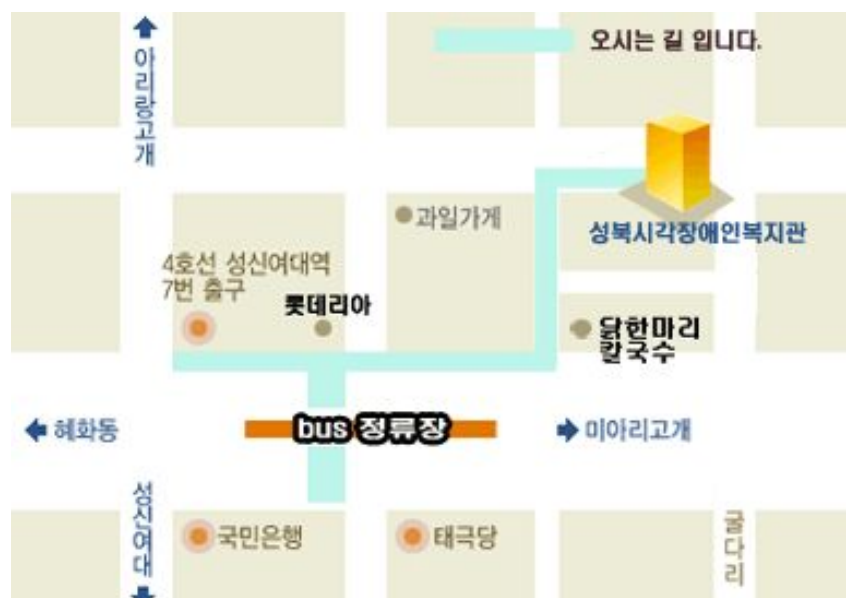 오시는 길 입니다.
아리랑고개
성북시각장애인복지관
과일가게
4호선 성신여대역
7번 출구
롯데리아
닭한마리
칼국수
혜화동
bus 정류장
미아리고개
성신여대
국민은행
태극당
굴다리